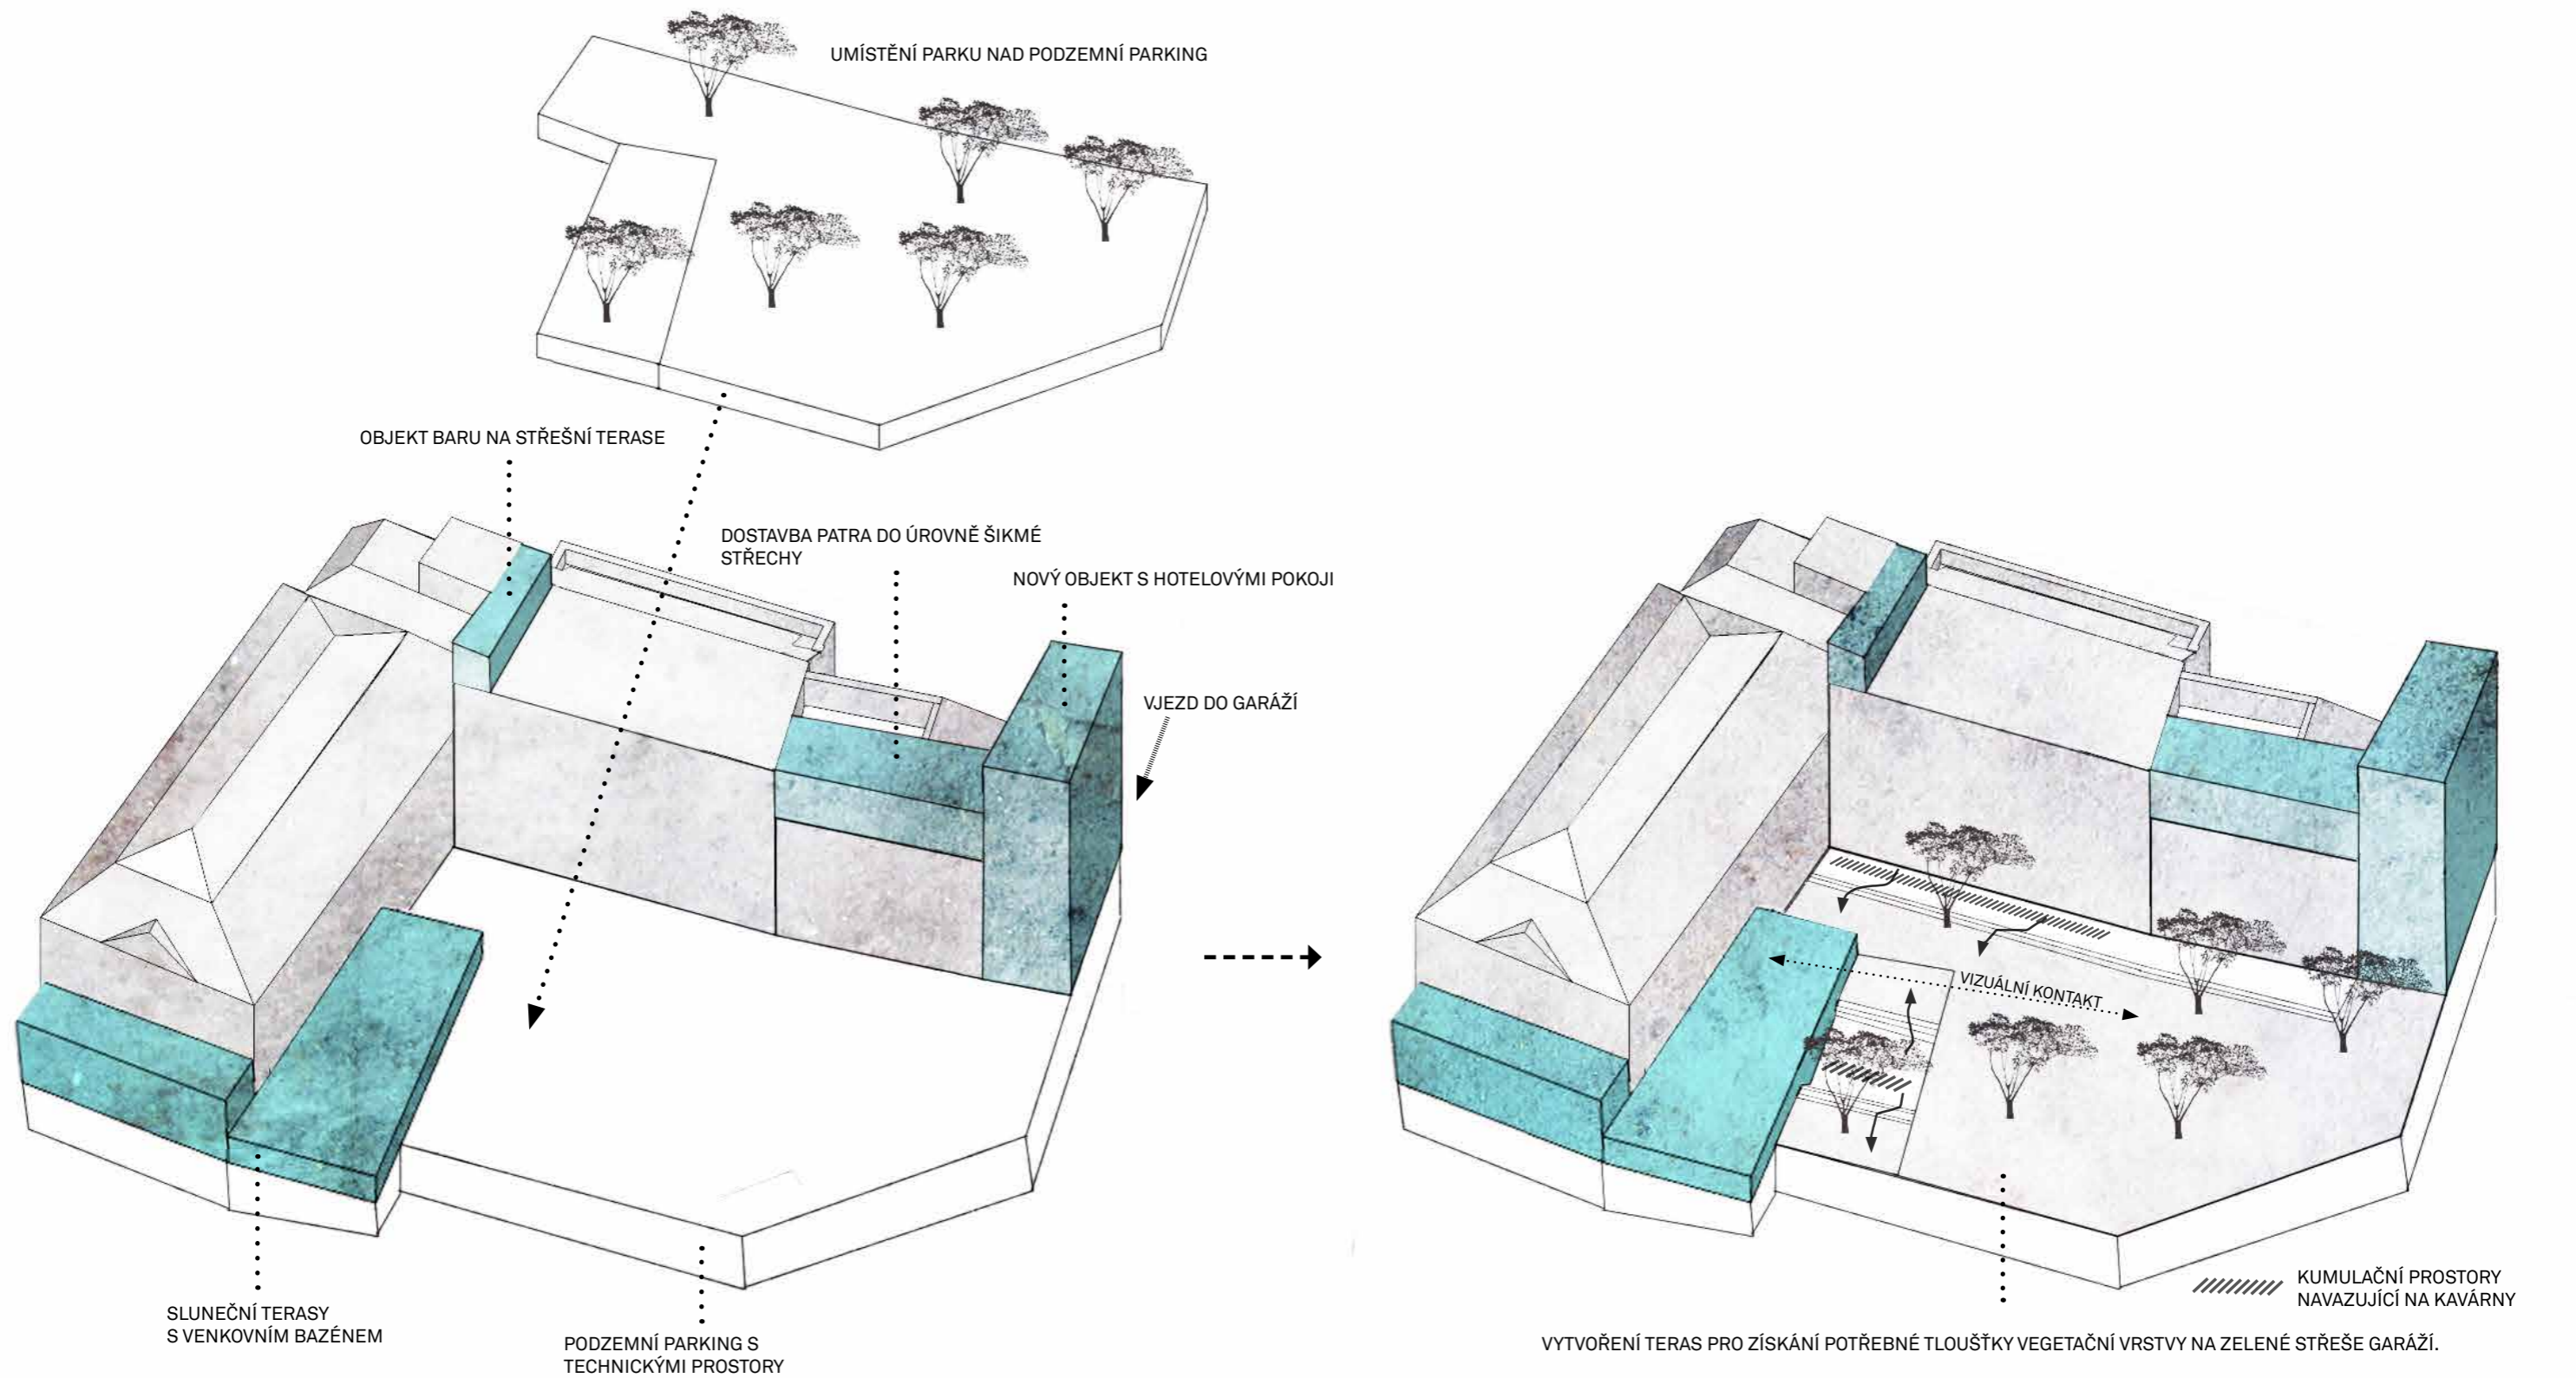 UMÍSTĚNÍ PARKU NAD PODZEMNÍ PARKING
OBJEKT BARU NA STŘEŠNÍ TERASE
DOSTAVBA PATRA DO ÚROVNĚ ŠIKMÉ
STŘECHY
NOVÝ OBJEKT S HOTELOVÝMI POKOJI
VJEZD DO GARÁŽÍ
SLUNEČNÍ TERASY
S VENKOVNÍM BAZÉNEM
PODZEMNÍ PARKING S
TECHNICKÝMI PROSTORY
VIZUÁLNÍ KONTAKT
KUMULAČNÍ PROSTORY
NAVAZUJÍCÍ NA KAVÁRNY
VYTVOŘENÍ TERAS PRO ZÍSKÁNÍ POTŘEBNÉ TLOUŠŤKY VEGETAČNÍ VRSTVY NA ZELENÉ STŘEŠE GARÁŽÍ.